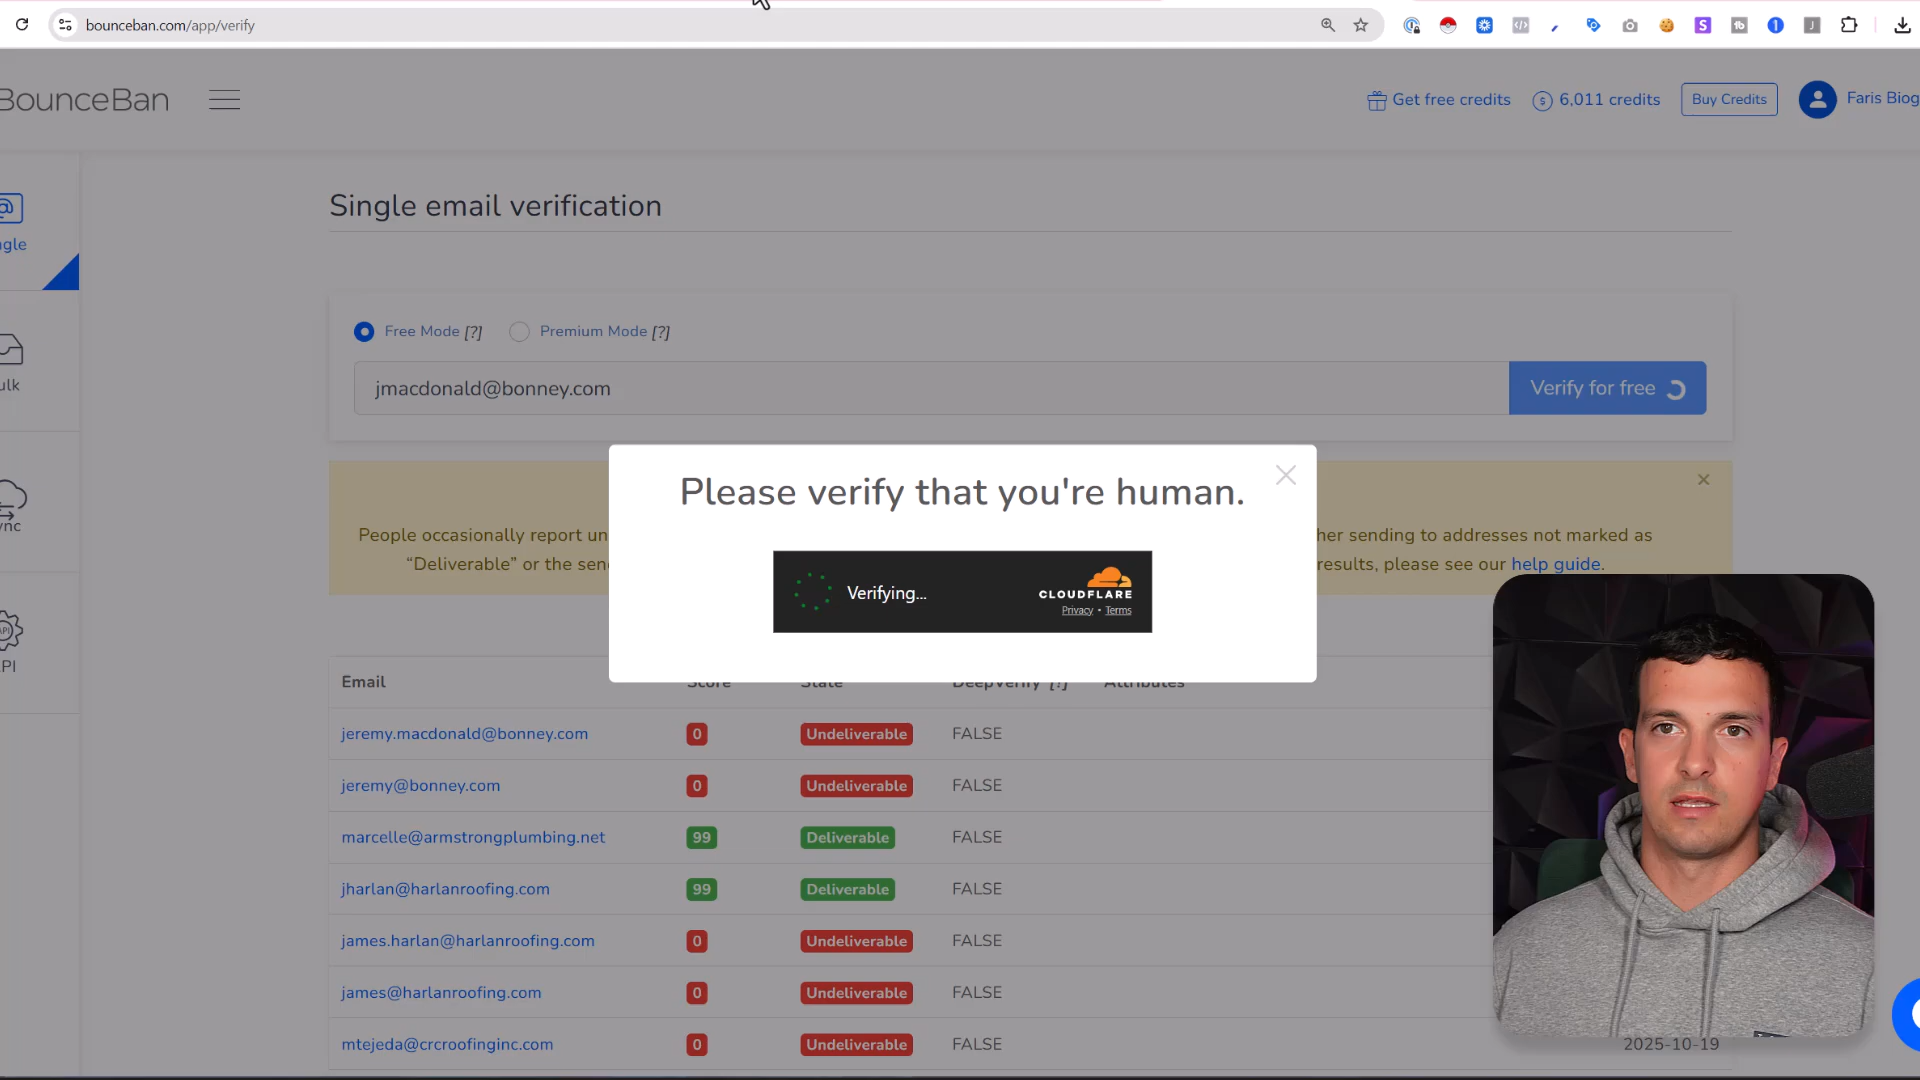 bounceban.com/app/verify
BounceBan
Get free credits
6,011 credits
Buy Credits
Faris Biog
Single email verification
Free Mode [?]
Premium Mode [?]
jmacdonald@bonney.com
Verify for free
Please verify that you're human.
Verifying...
CLOUDFLARE
Privacy • Terms
People occasionally report un
her sending to addresses not marked as
“Deliverable” or the sen
results, please see our help guide.
Email Score State DeepVerify [?] Attributes
jeremy.macdonald@bonney.com 0 Undeliverable FALSE
jeremy@bonney.com 0 Undeliverable FALSE
marcelle@armstrongplumbing.net 99 Deliverable FALSE
jharlan@harlanroofing.com 99 Deliverable FALSE
james.harlan@harlanroofing.com 0 Undeliverable FALSE
james@harlanroofing.com 0 Undeliverable FALSE
mtejeda@crcroofinginc.com 0 Undeliverable FALSE
2025-10-19